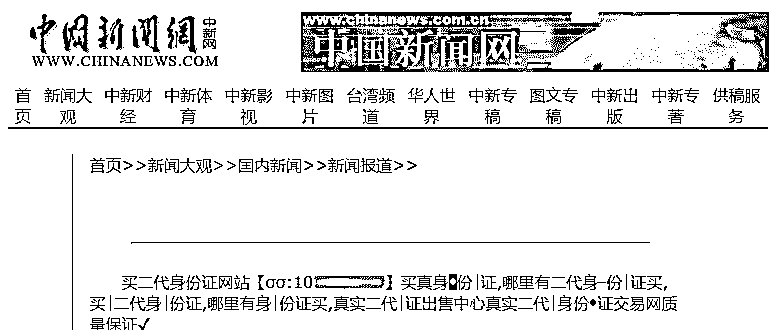 中国新闻網 中新网
WWW.CHINANEWS.COM
www.chinanews.com.cn
中国新闻网
首页 新闻大观 中新财经 中新体育 中新影视 中新图片 台湾频道 华人世界 中新专稿 图文专稿 中新出版 中新专著 供稿服务
首页>>新闻大观>>国内新闻>>新闻报道>>
买二代身份证网站【σσ:10 】买真身◘份|证,哪里有二代身–份|证买,
买|二代身|份证,哪里有身|份证买,真实二代|证出售中心真实二代|身份•证交易网质
量保证✓